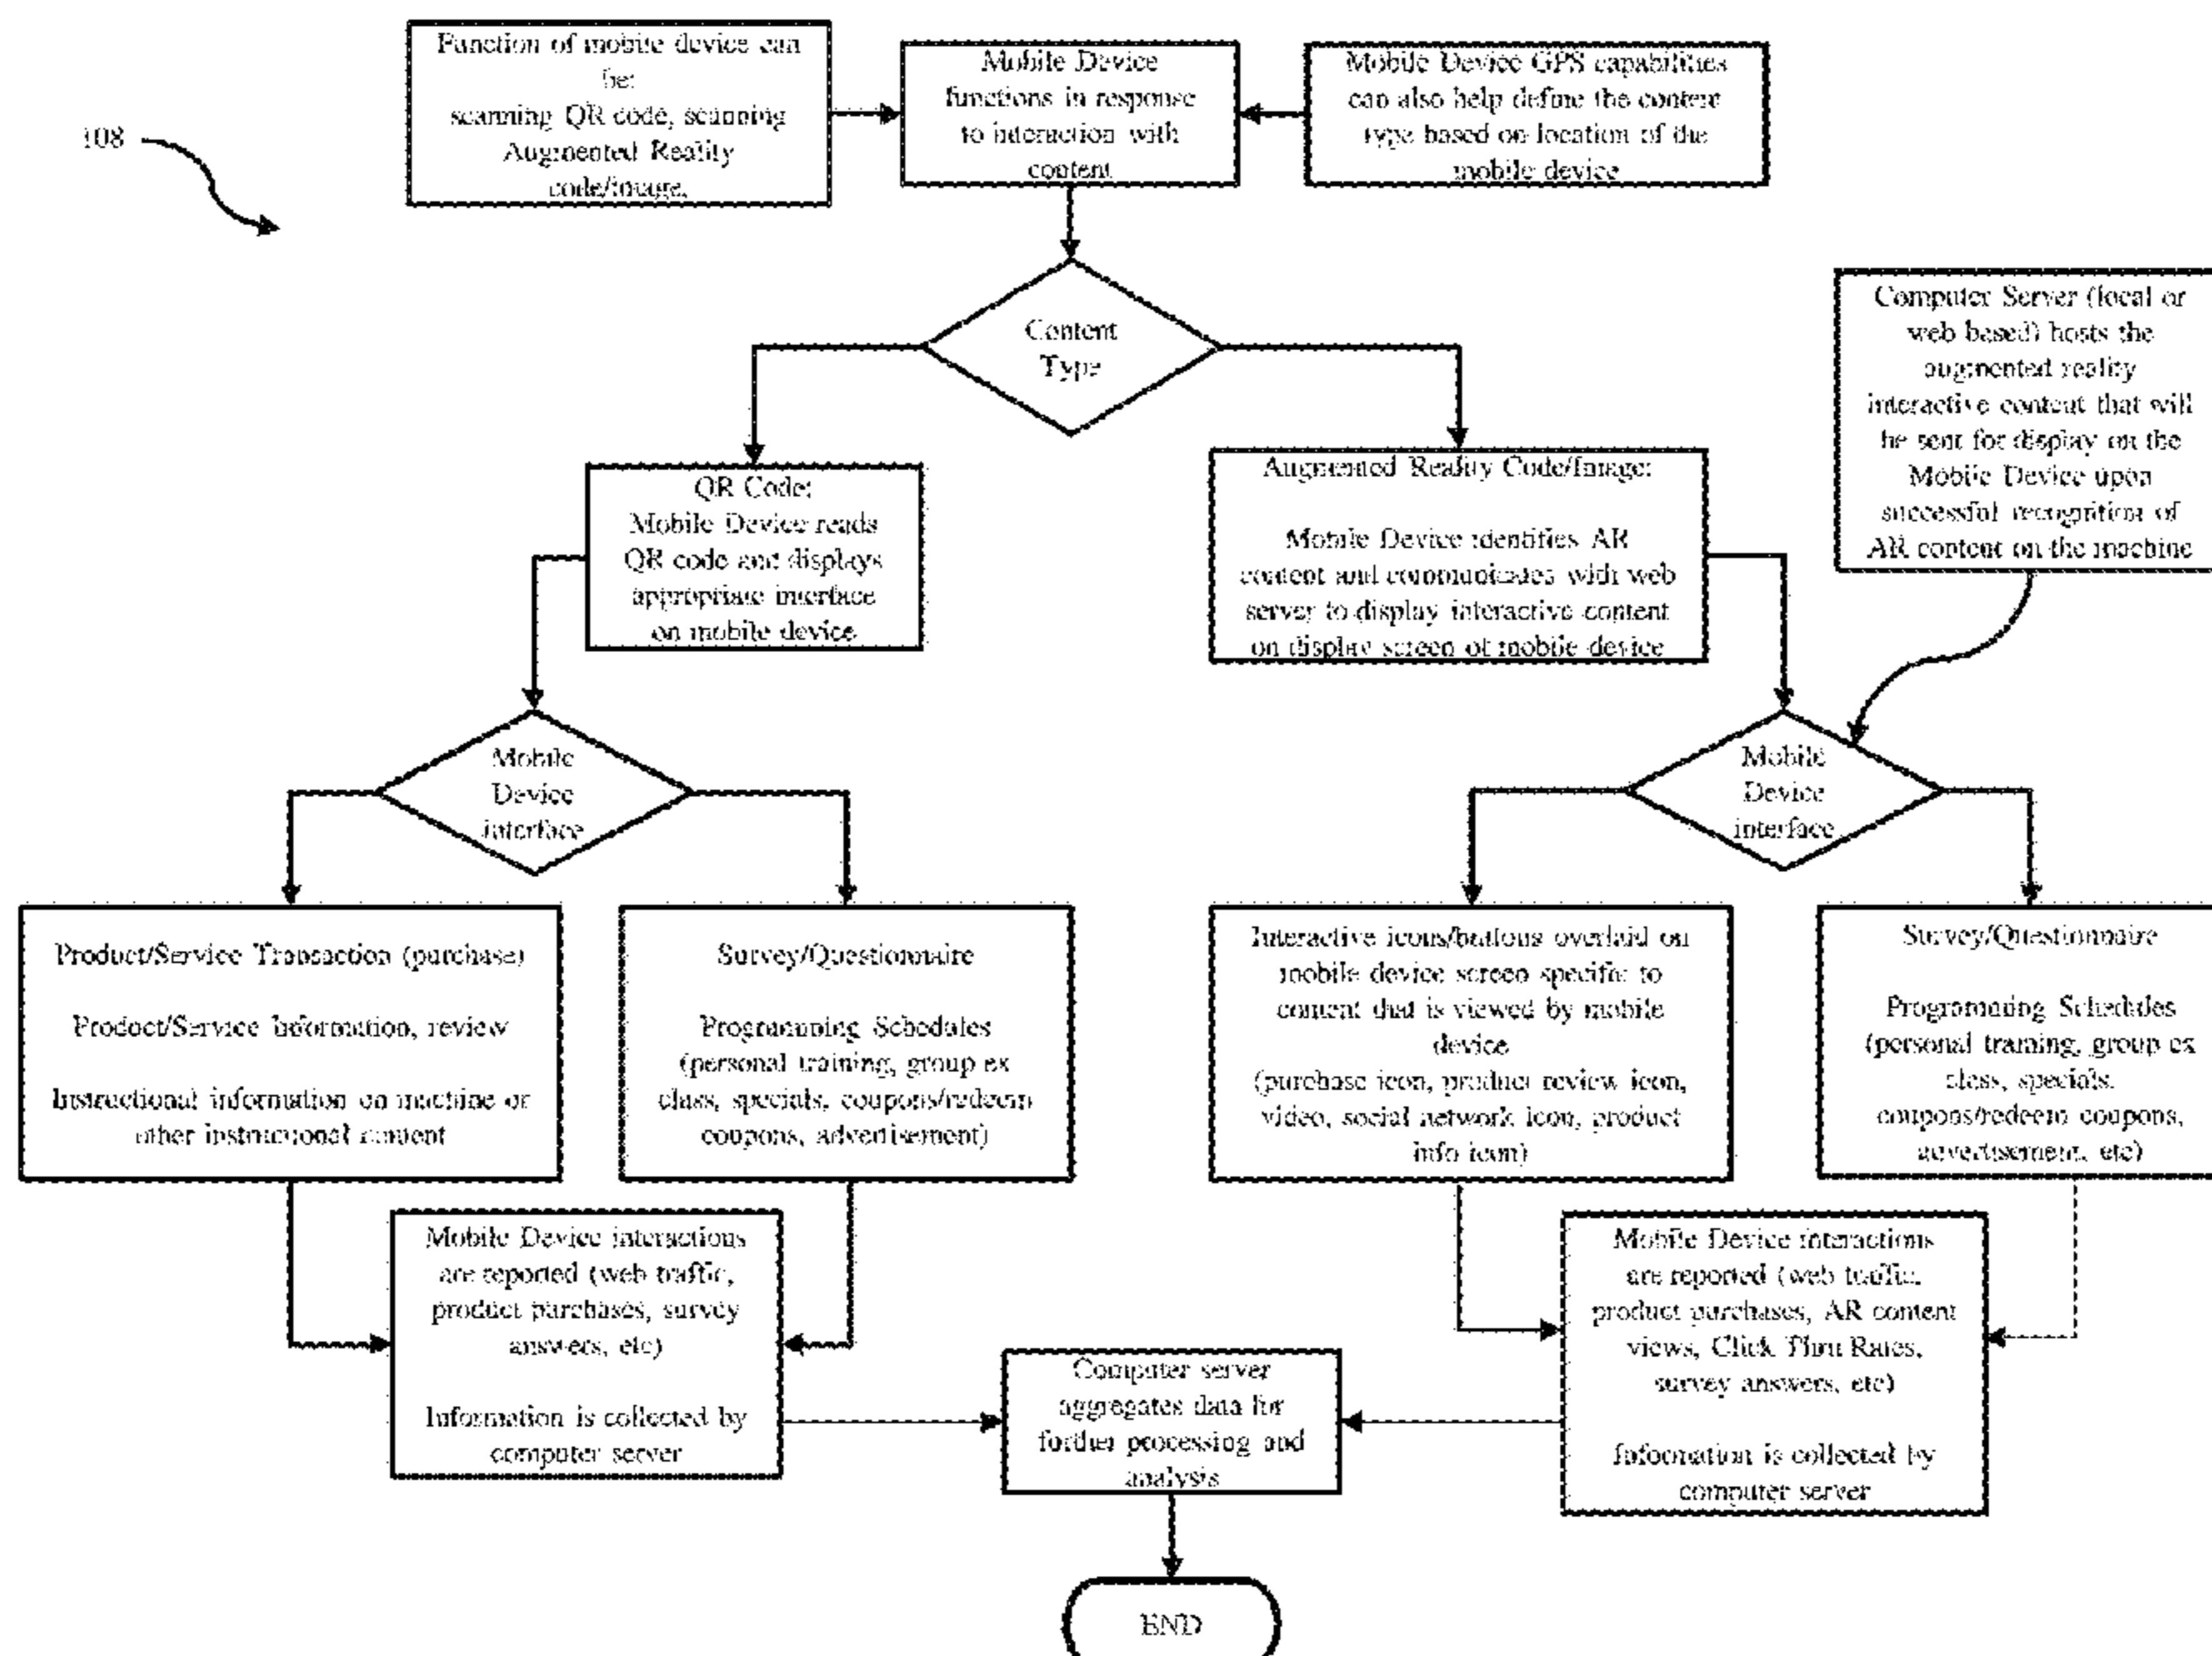 Function of mobile device can
be:
scanning QR code, scanning
Augmented Reality
code/image.
Mobile Device
functions in response
to interaction with
content
Mobile Device GPS capabilities
can also help define the content
type based on location of the
mobile device
108
Content
Type
Computer Server (local or
web based) hosts the
augmented reality
interactive content that will
be sent for display on the
Mobile Device upon
successful recognition of
AR content on the machine
QR Code:
Mobile Device reads
QR code and displays
appropriate interface
on mobile device
Augmented Reality Code/Image:
Mobile Device identifies AR
content and communicates with web
server to display interactive content
on display screen of mobile device
Mobile
Device
interface
Mobile
Device
interface
Product/Service Transaction (purchase)
Product/Service Information, review
Instructional information on machine or
other instructional content
Survey/Questionnaire
Programming Schedules
(personal training, group ex
class, specials, coupons/redeem
coupons, advertisement)
Interactive icons/buttons overlaid on
mobile device screen specific to
content that is viewed by mobile
device
(purchase icon, product review icon,
video, social network icon, product
info icon)
Survey/Questionnaire
Programming Schedules
(personal training, group ex
class, specials,
coupons/redeem coupons,
advertisement, etc)
Mobile Device interactions
are reported (web traffic,
product purchases, survey
answers, etc)
Information is collected by
computer server
Computer server
aggregates data for
further processing and
analysis
Mobile Device interactions
are reported (web traffic,
product purchases, AR content
views, Click Thru Rates,
survey answers, etc)
Information is collected by
computer server
END